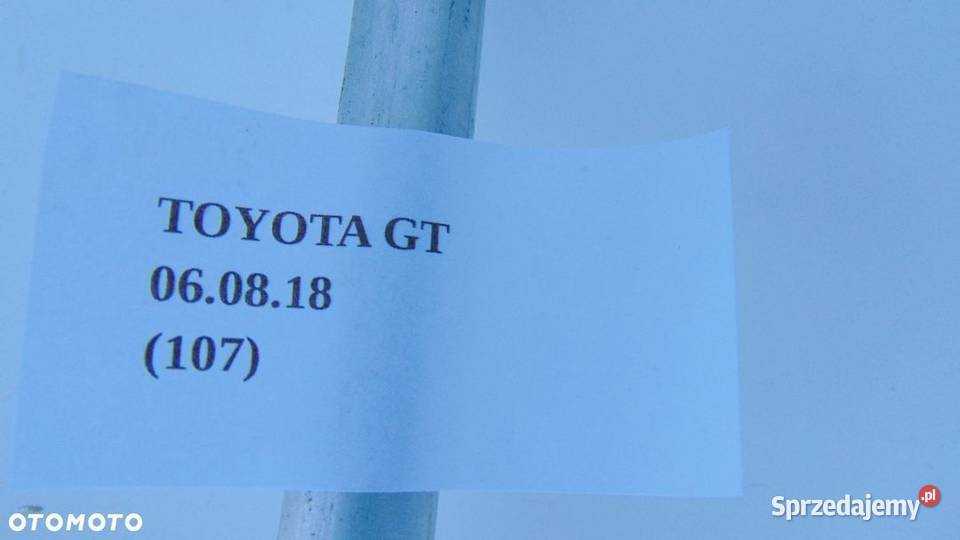 TOYOTA GT
06.08.18
(107)
OTOMOTO
Sprzedajemy.pl